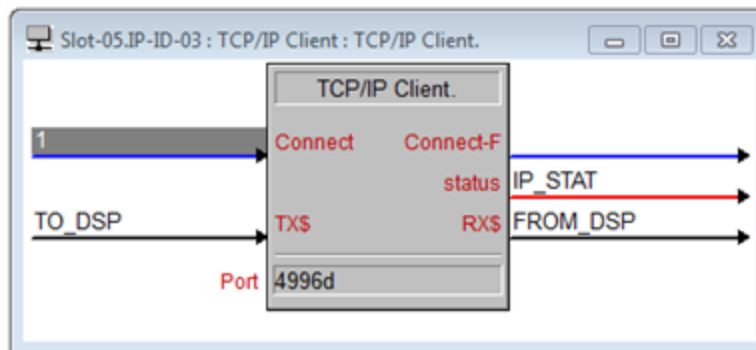 Slot-05.IP-ID-03 : TCP/IP Client : TCP/IP Client.
TCP/IP Client.
1
Connect Connect-F
status IP_STAT
TO_DSP TX$ RX$ FROM_DSP
Port 4996d